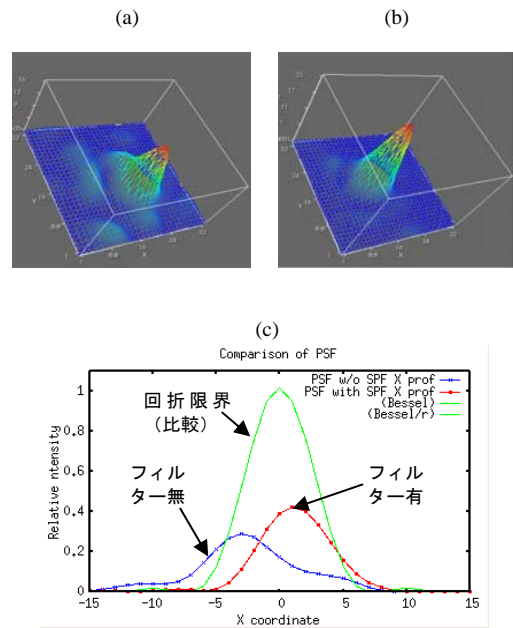 (a)
(b)
X
X
(c)
Comparison of PSF
PSF w/o SPF X prof
PSF with SPF X prof
(Bessel)
(Bessel/r)
回折限界
（比較）
フィル
ター無
フィル
ター有
Relative ntensity
1
0.8
0.6
0.4
0.2
0
-15
-10
-5
0
5
10
15
X coordinate